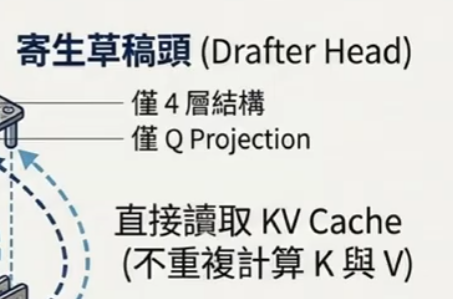 寄生草稿頭 (Drafter Head)
僅 4 層結構
僅 Q Projection
直接讀取 KV Cache
(不重複計算 K 與 V)